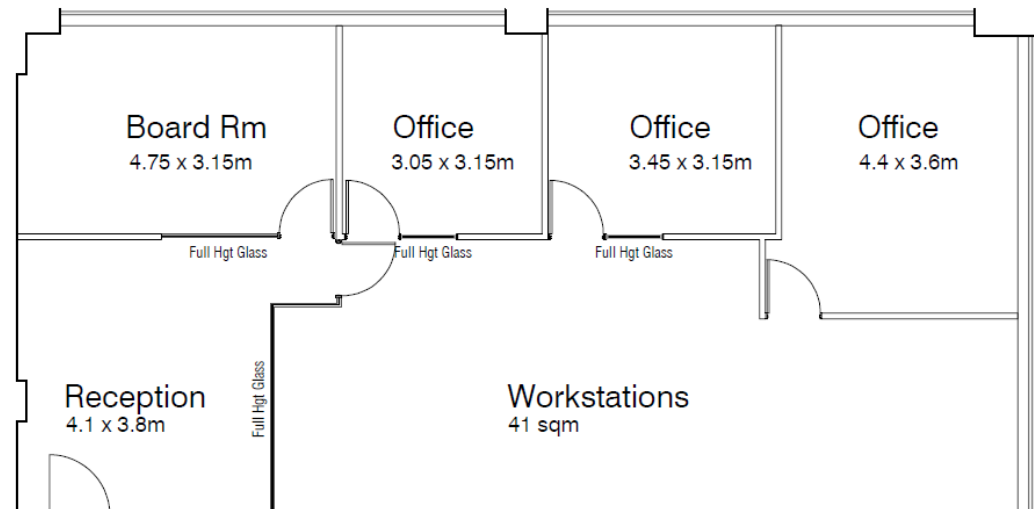 Board Rm
4.75 x 3.15m
Office
3.05 x 3.15m
Office
3.45 x 3.15m
Office
4.4 x 3.6m
Full Hgt Glass
Full Hgt Glass
Full Hgt Glass
Reception
4.1 x 3.8m
Full Hgt Glass
Workstations
41 sqm